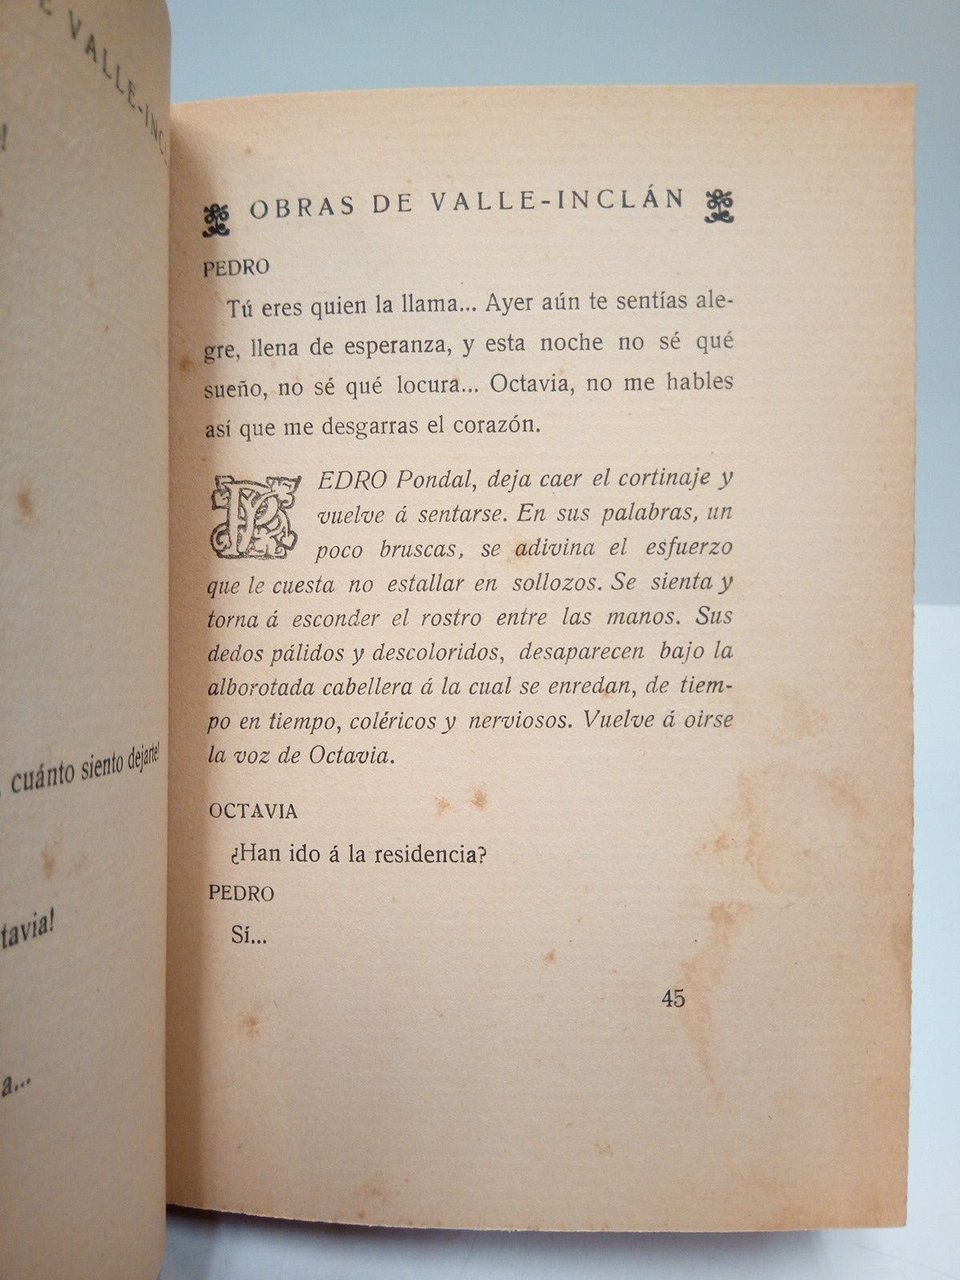 E VALLE-INCL
!
cuánto siento dejarte!
tavia!
a...
OBRAS DE VALLE-INCLÁN
PEDRO
Tú eres quien la llama... Ayer aún te sentías ale-
gre, llena de esperanza, y esta noche no sé qué
sueño, no sé qué locura... Octavia, no me hables
así que me desgarras el corazón.
PEDRO Pondal, deja caer el cortinaje y
vuelve á sentarse. En sus palabras, un
poco bruscas, se adivina el esfuerzo
que le cuesta no estallar en sollozos. Se sienta y
torna á esconder el rostro entre las manos. Sus
dedos pálidos y descoloridos, desaparecen bajo la
alborotada cabellera á la cual se enredan, de tiem-
po en tiempo, coléricos y nerviosos. Vuelve á oirse
la voz de Octavia.
OCTAVIA
¿Han ido á la residencia?
PEDRO
Sí...
45